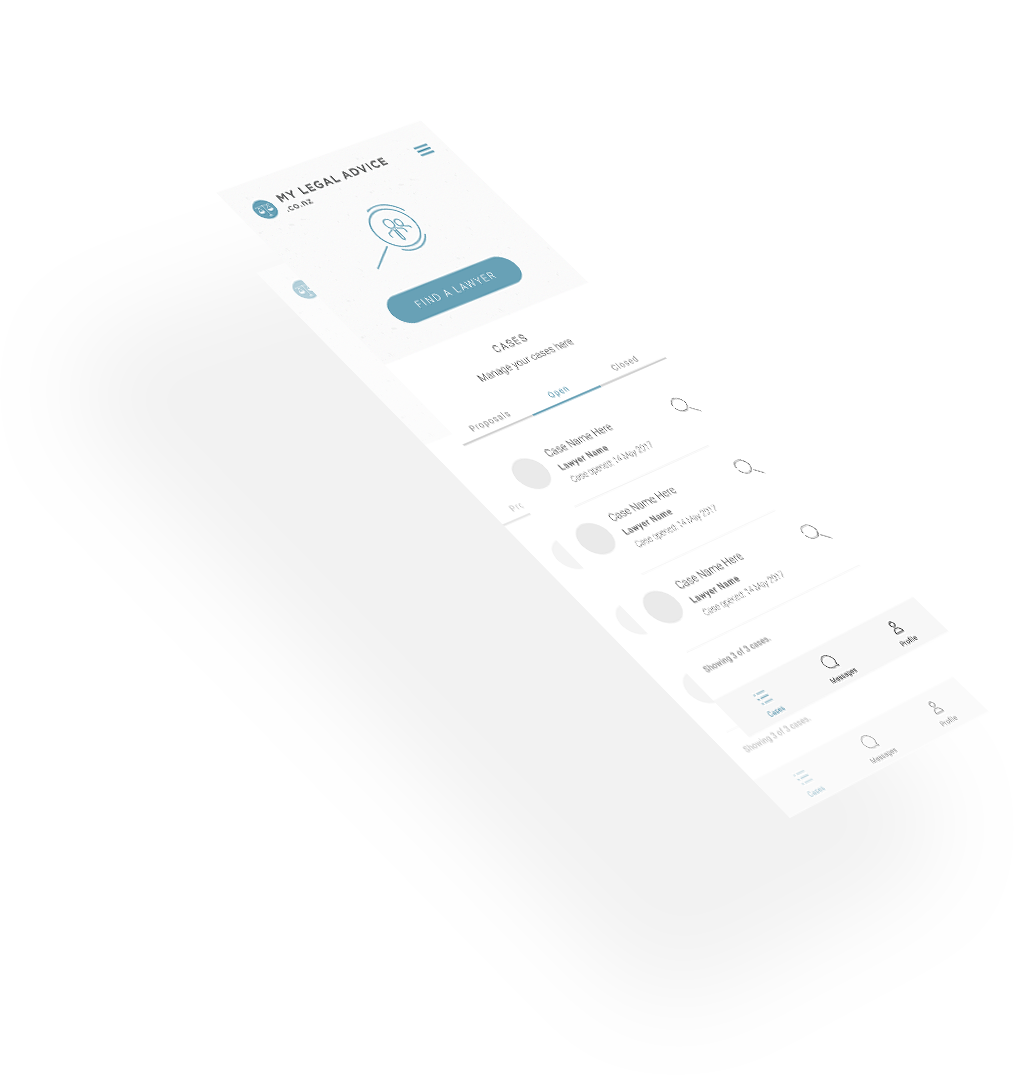 MY LEGAL ADVICE
.co.nz
FIND A LAWYER
CASES
Manage your cases here
Proposals Open Closed
Case Name Here
Lawyer Name
Case opened: 14 May 2017
Case Name Here
Lawyer Name
Case opened: 14 May 2017
Case Name Here
Lawyer Name
Case opened: 14 May 2017
Showing 3 of 3 cases.
Cases Messages Profile
Showing 3 of 3 cases.
Cases Messages Profile